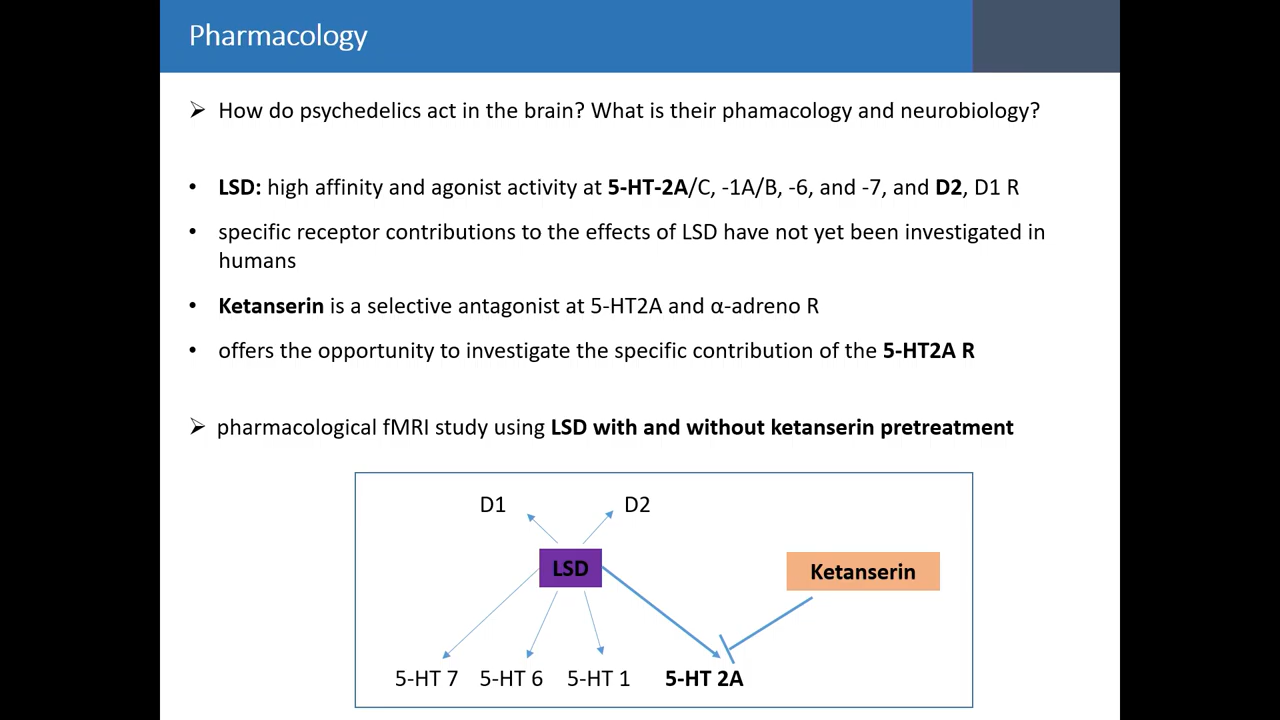 Pharmacology
➢ How do psychedelics act in the brain? What is their phamacology and neurobiology?
• LSD: high affinity and agonist activity at 5-HT-2A/C, -1A/B, -6, and -7, and D2, D1 R
• specific receptor contributions to the effects of LSD have not yet been investigated in
humans
• Ketanserin is a selective antagonist at 5-HT2A and α-adreno R
• offers the opportunity to investigate the specific contribution of the 5-HT2A R
➢ pharmacological fMRI study using LSD with and without ketanserin pretreatment
D1 D2
LSD Ketanserin
5-HT 7 5-HT 6 5-HT 1 5-HT 2A